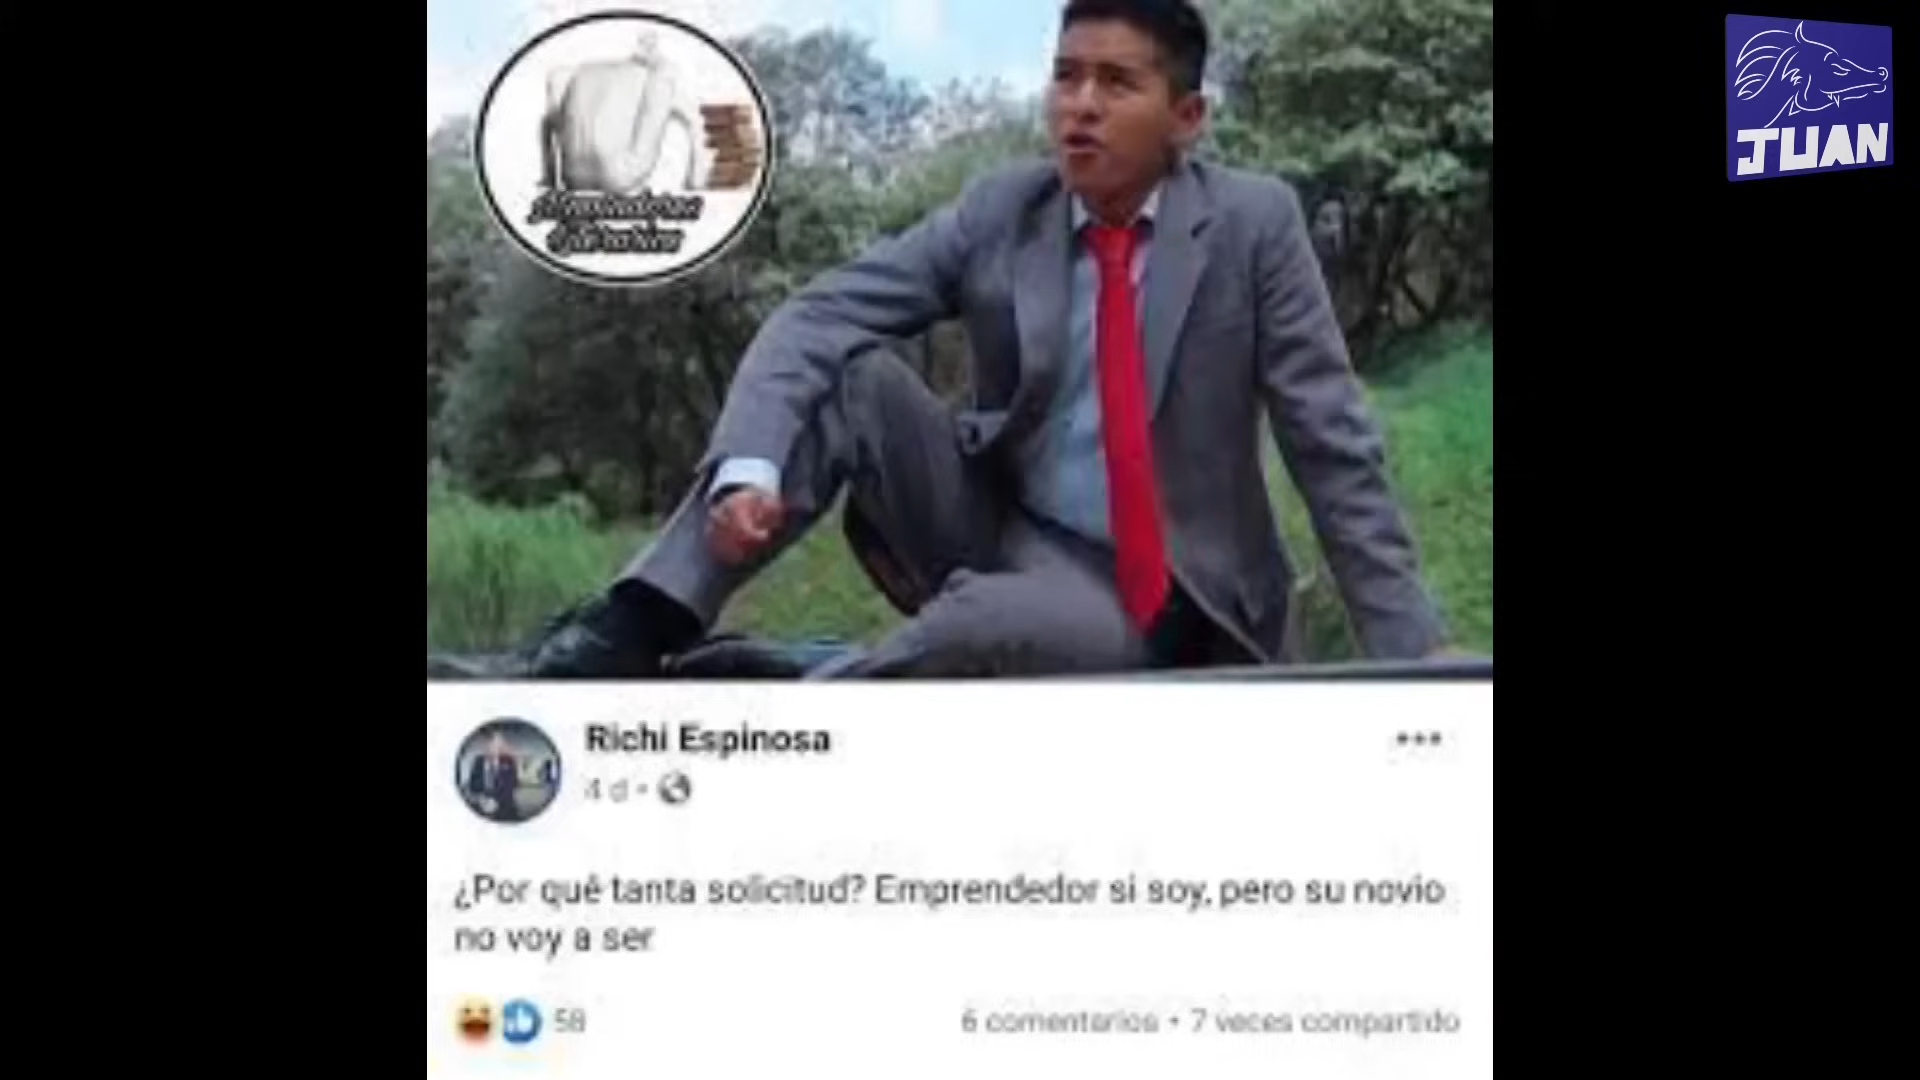 JUAN
Richi Espinosa
4 d
¿Por qué tanta solicitud? Emprendedor si soy, pero su novio
no voy a ser
58
6 comentarios • 7 veces compartido